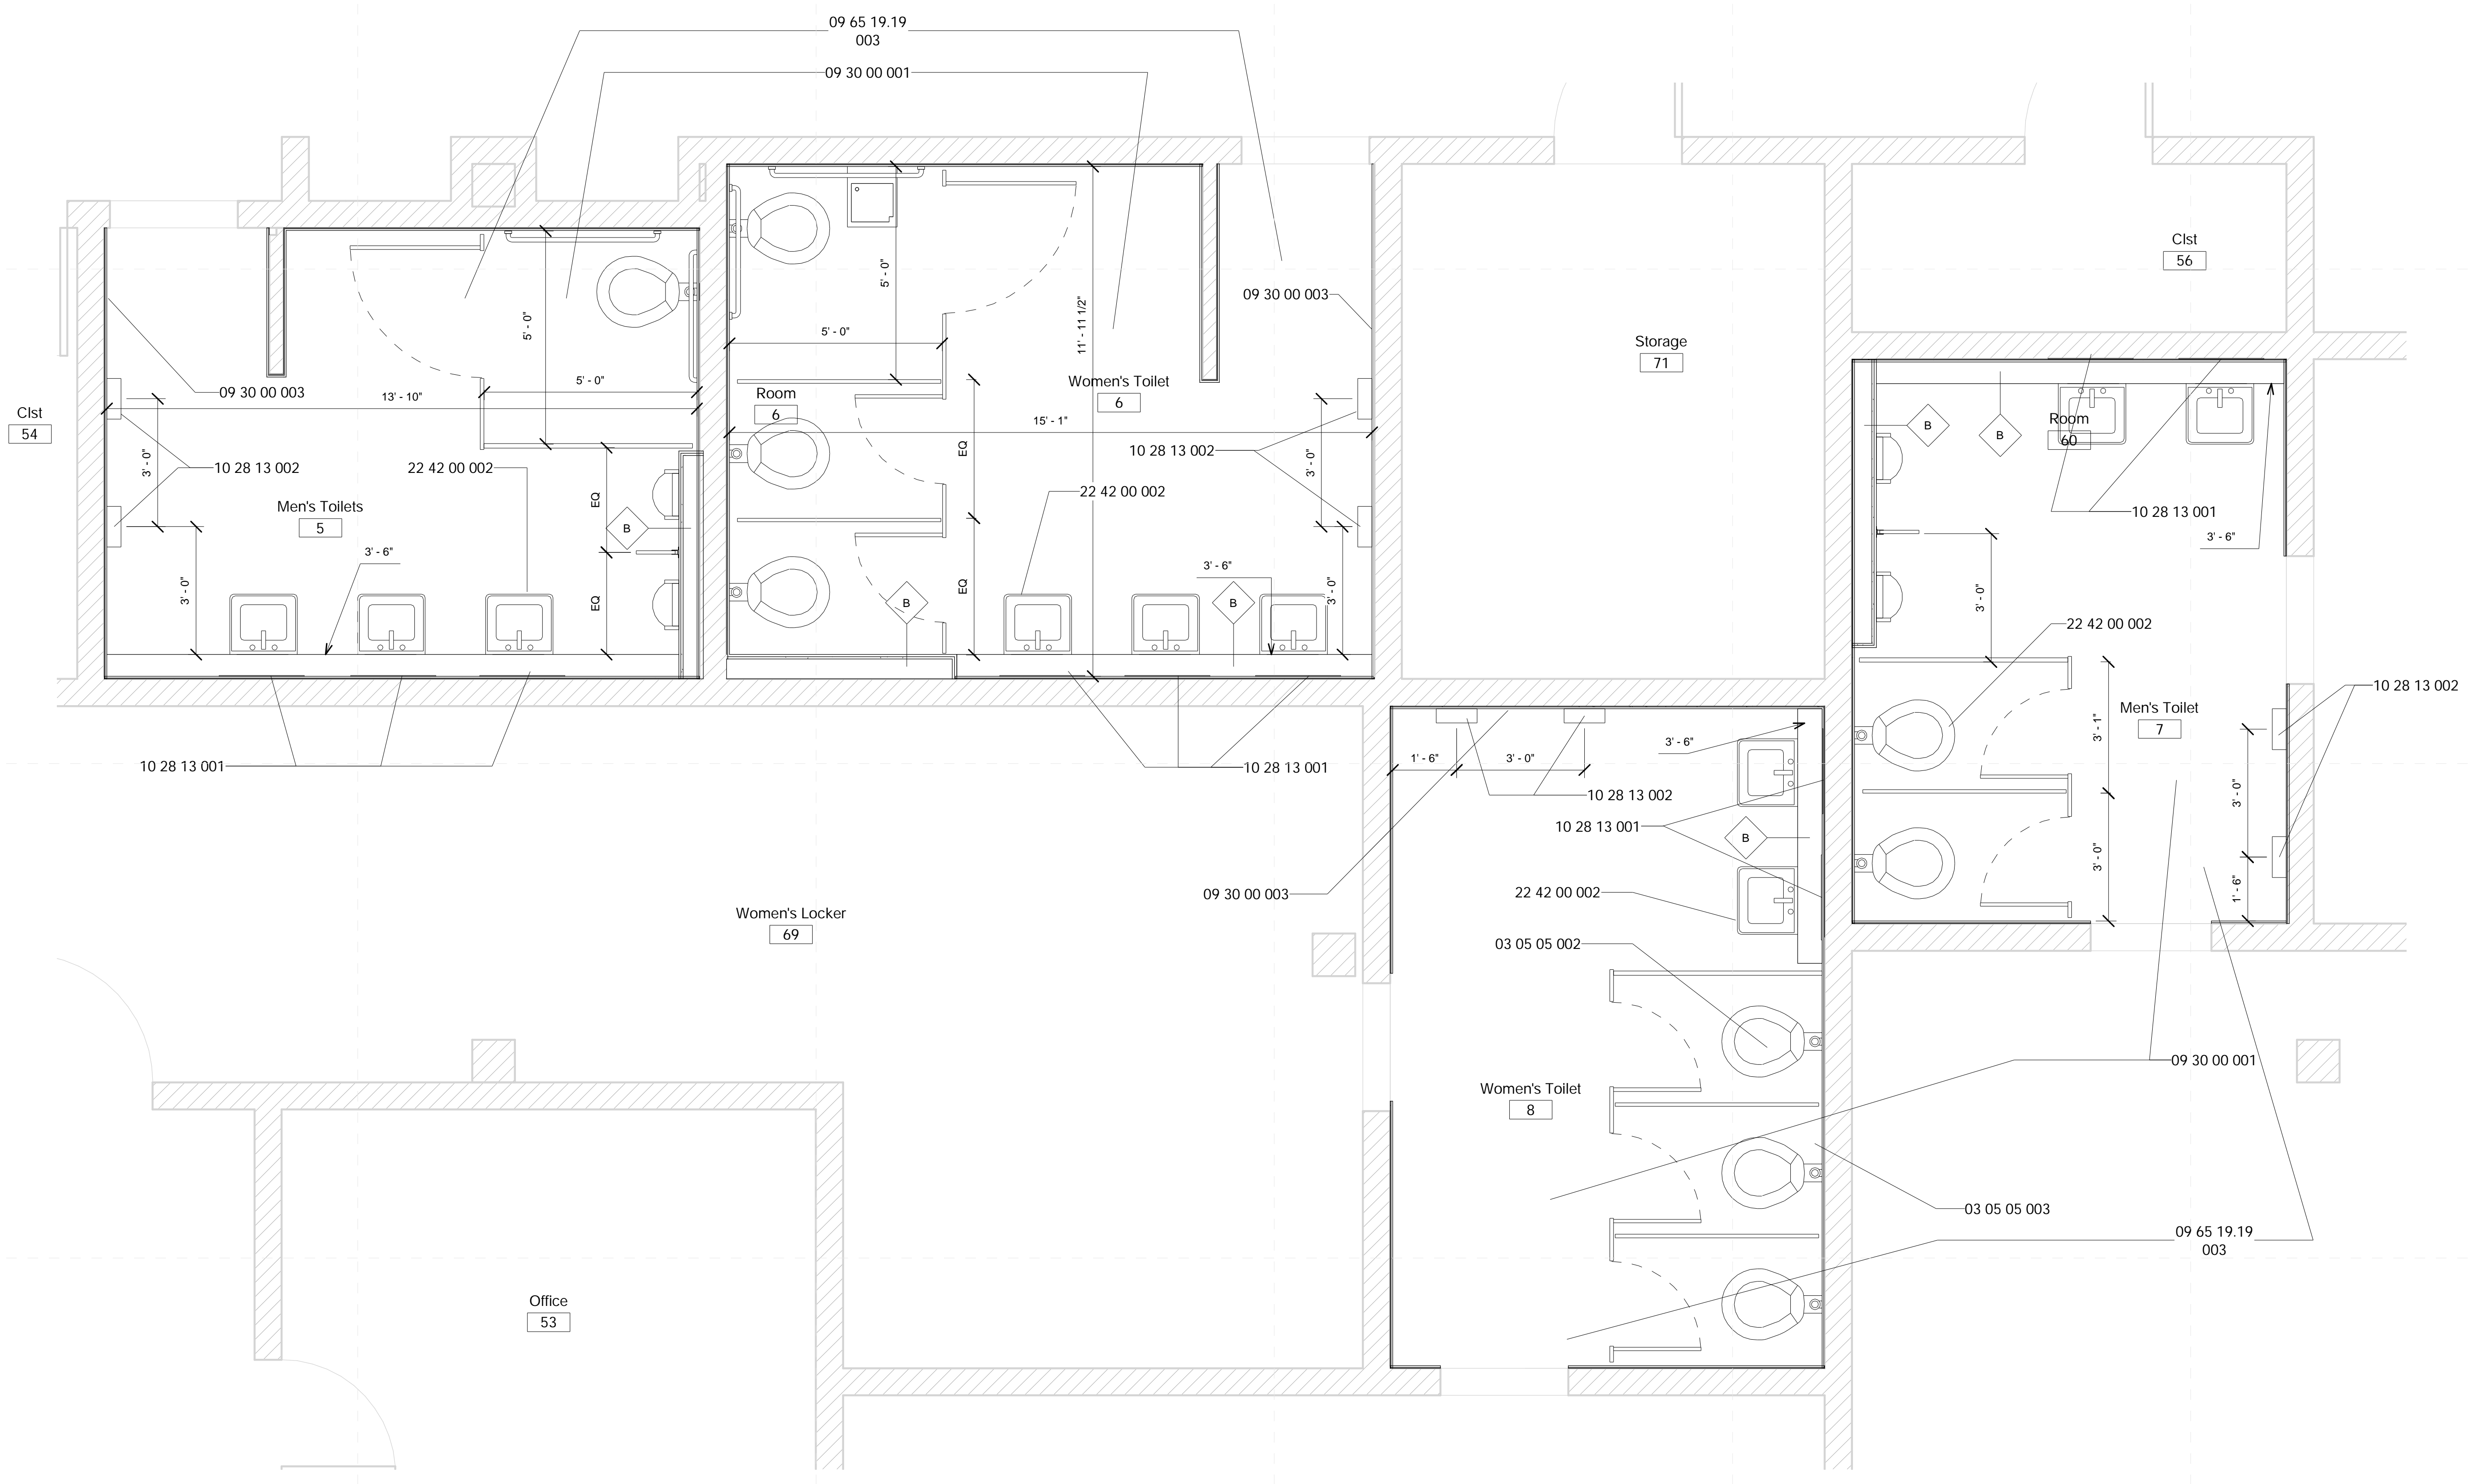 09 65 19.19
003
09 30 00 001
Clst
56
5' - 0"
5' - 0"
11' - 11 1/2"
09 30 00 003
Storage
71
5' - 0"
5' - 0"
Women's Toilet
6
Room
6
09 30 00 003
13' - 10"
Clst
54
15' - 1"
Room
60
B
B
EQ
10 28 13 002
3' - 0"
3' - 0"
10 28 13 002
22 42 00 002
22 42 00 002
EQ
Men's Toilets
5
B
10 28 13 001
3' - 6"
3' - 6"
3' - 6"
3' - 0"
EQ
EQ
B
B
3' - 0"
3' - 0"
22 42 00 002
10 28 13 002
Men's Toilet
7
3' - 1"
3' - 6"
1' - 6"
3' - 0"
10 28 13 001
10 28 13 001
10 28 13 002
3' - 0"
10 28 13 001
B
3' - 0"
1' - 6"
09 30 00 003
22 42 00 002
Women's Locker
69
03 05 05 002
09 30 00 001
Women's Toilet
8
03 05 05 003
09 65 19.19
003
Office
53